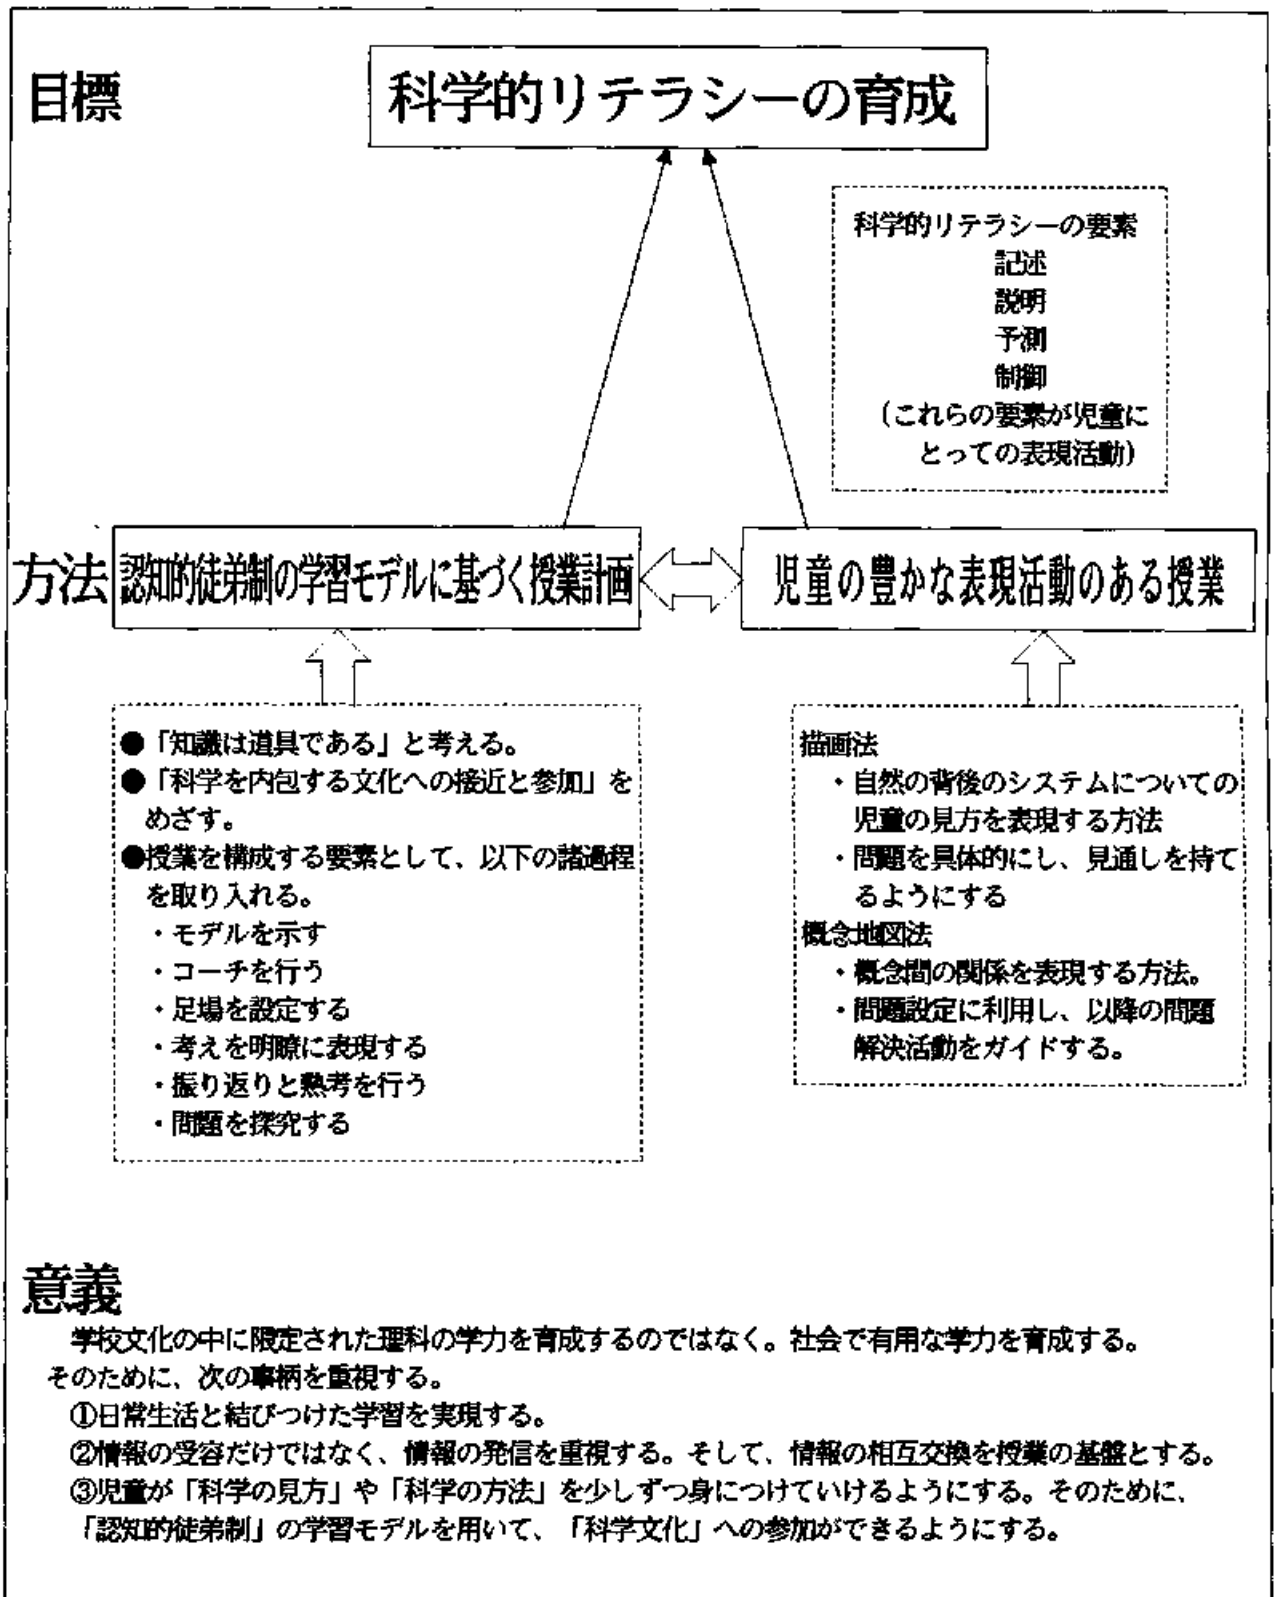 目標
科学的リテラシーの育成
科学的リテラシーの要素
記述
説明
予測
制御
（これらの要素が児童に
とっての表現活動）
方法
認知的徒弟制の学習モデルに基づく授業計画
児童の豊かな表現活動のある授業
●「知識は道具である」と考える。
●「科学を内包する文化への接近と参加」を
めざす。
●授業を構成する要素として、以下の諸過程
を取り入れる。
・モデルを示す
・コーチを行う
・足場を設定する
・考えを明瞭に表現する
・振り返りと熟考を行う
・問題を探究する
描画法
・自然の背後のシステムについての
児童の見方を表現する方法
・問題を具体的にし、見通しを持て
るようにする
概念地図法
・概念間の関係を表現する方法。
・問題設定に利用し、以降の問題
解決活動をガイドする。
意義
学校文化の中に限定された理科の学力を育成するのではなく。社会で有用な学力を育成する。
そのために、次の事柄を重視する。
①日常生活と結びつけた学習を実現する。
②情報の受容だけではなく、情報の発信を重視する。そして、情報の相互交換を授業の基盤とする。
③児童が「科学の見方」や「科学の方法」を少しずつ身につけていけるようにする。そのために、
「認知的徒弟制」の学習モデルを用いて、「科学文化」への参加ができるようにする。